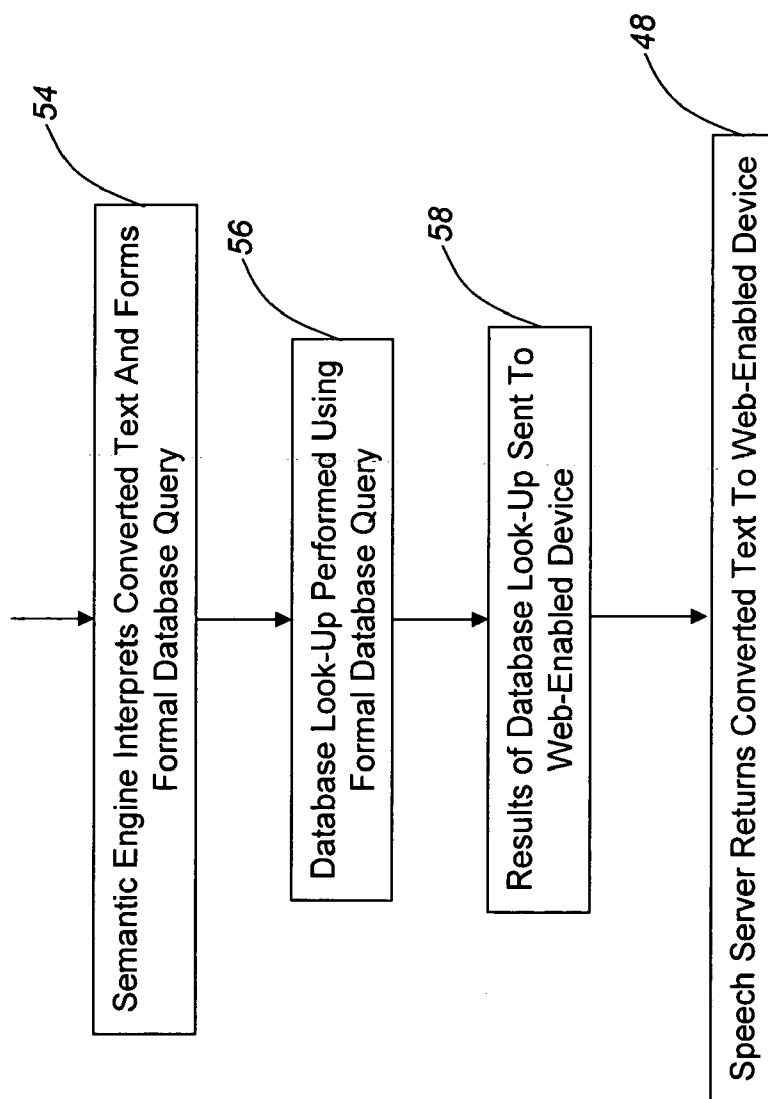 54
Semantic Engine Interprets Converted Text And Forms
Formal Database Query
56
Database Look-Up Performed Using
Formal Database Query
58
Results of Database Look-Up Sent To
Web-Enabled Device
48
Speech Server Returns Converted Text To Web-Enabled Device